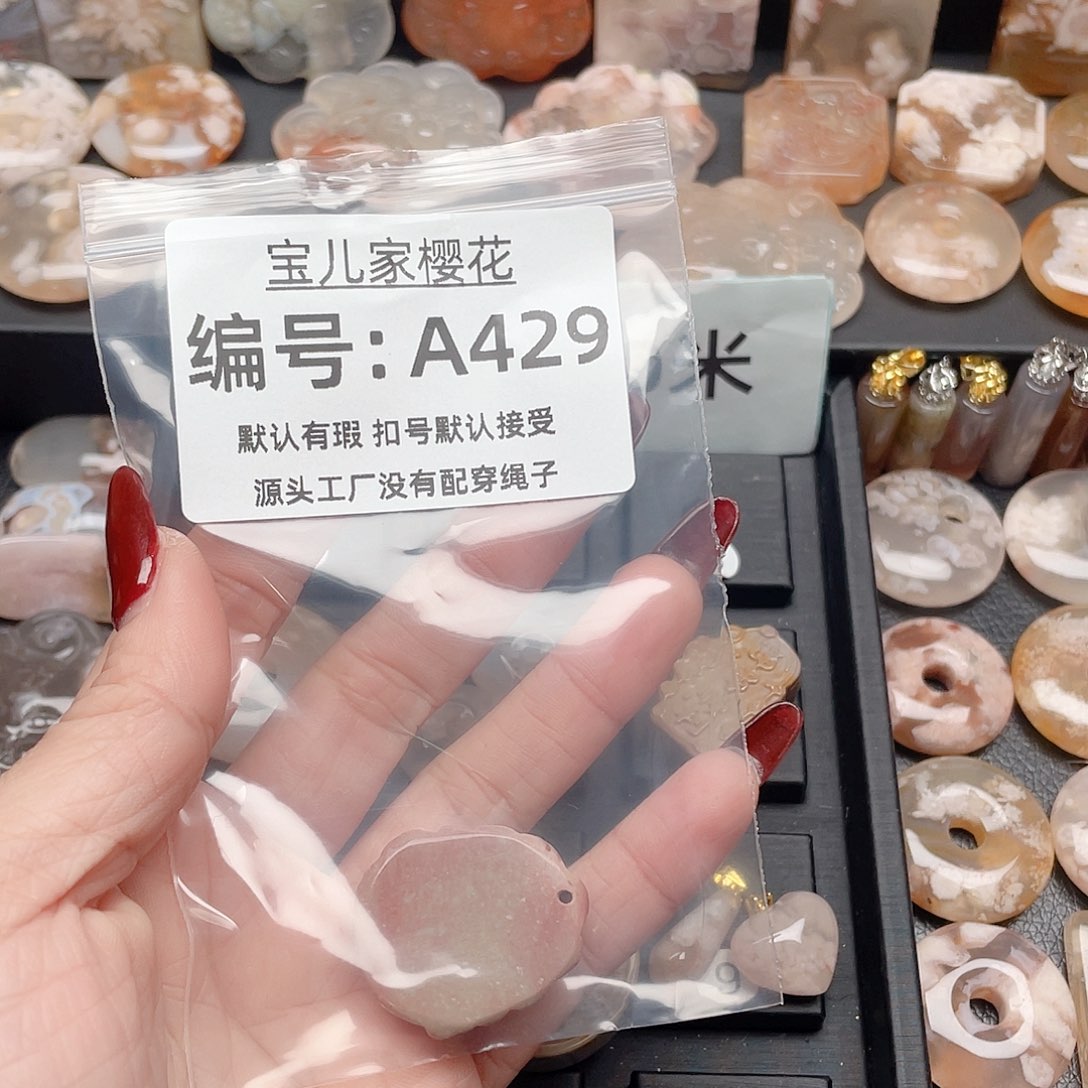 宝儿家樱花
编号：A429
默认有瑕 扣号默认接受
源头工厂没有配穿绳子
米
9